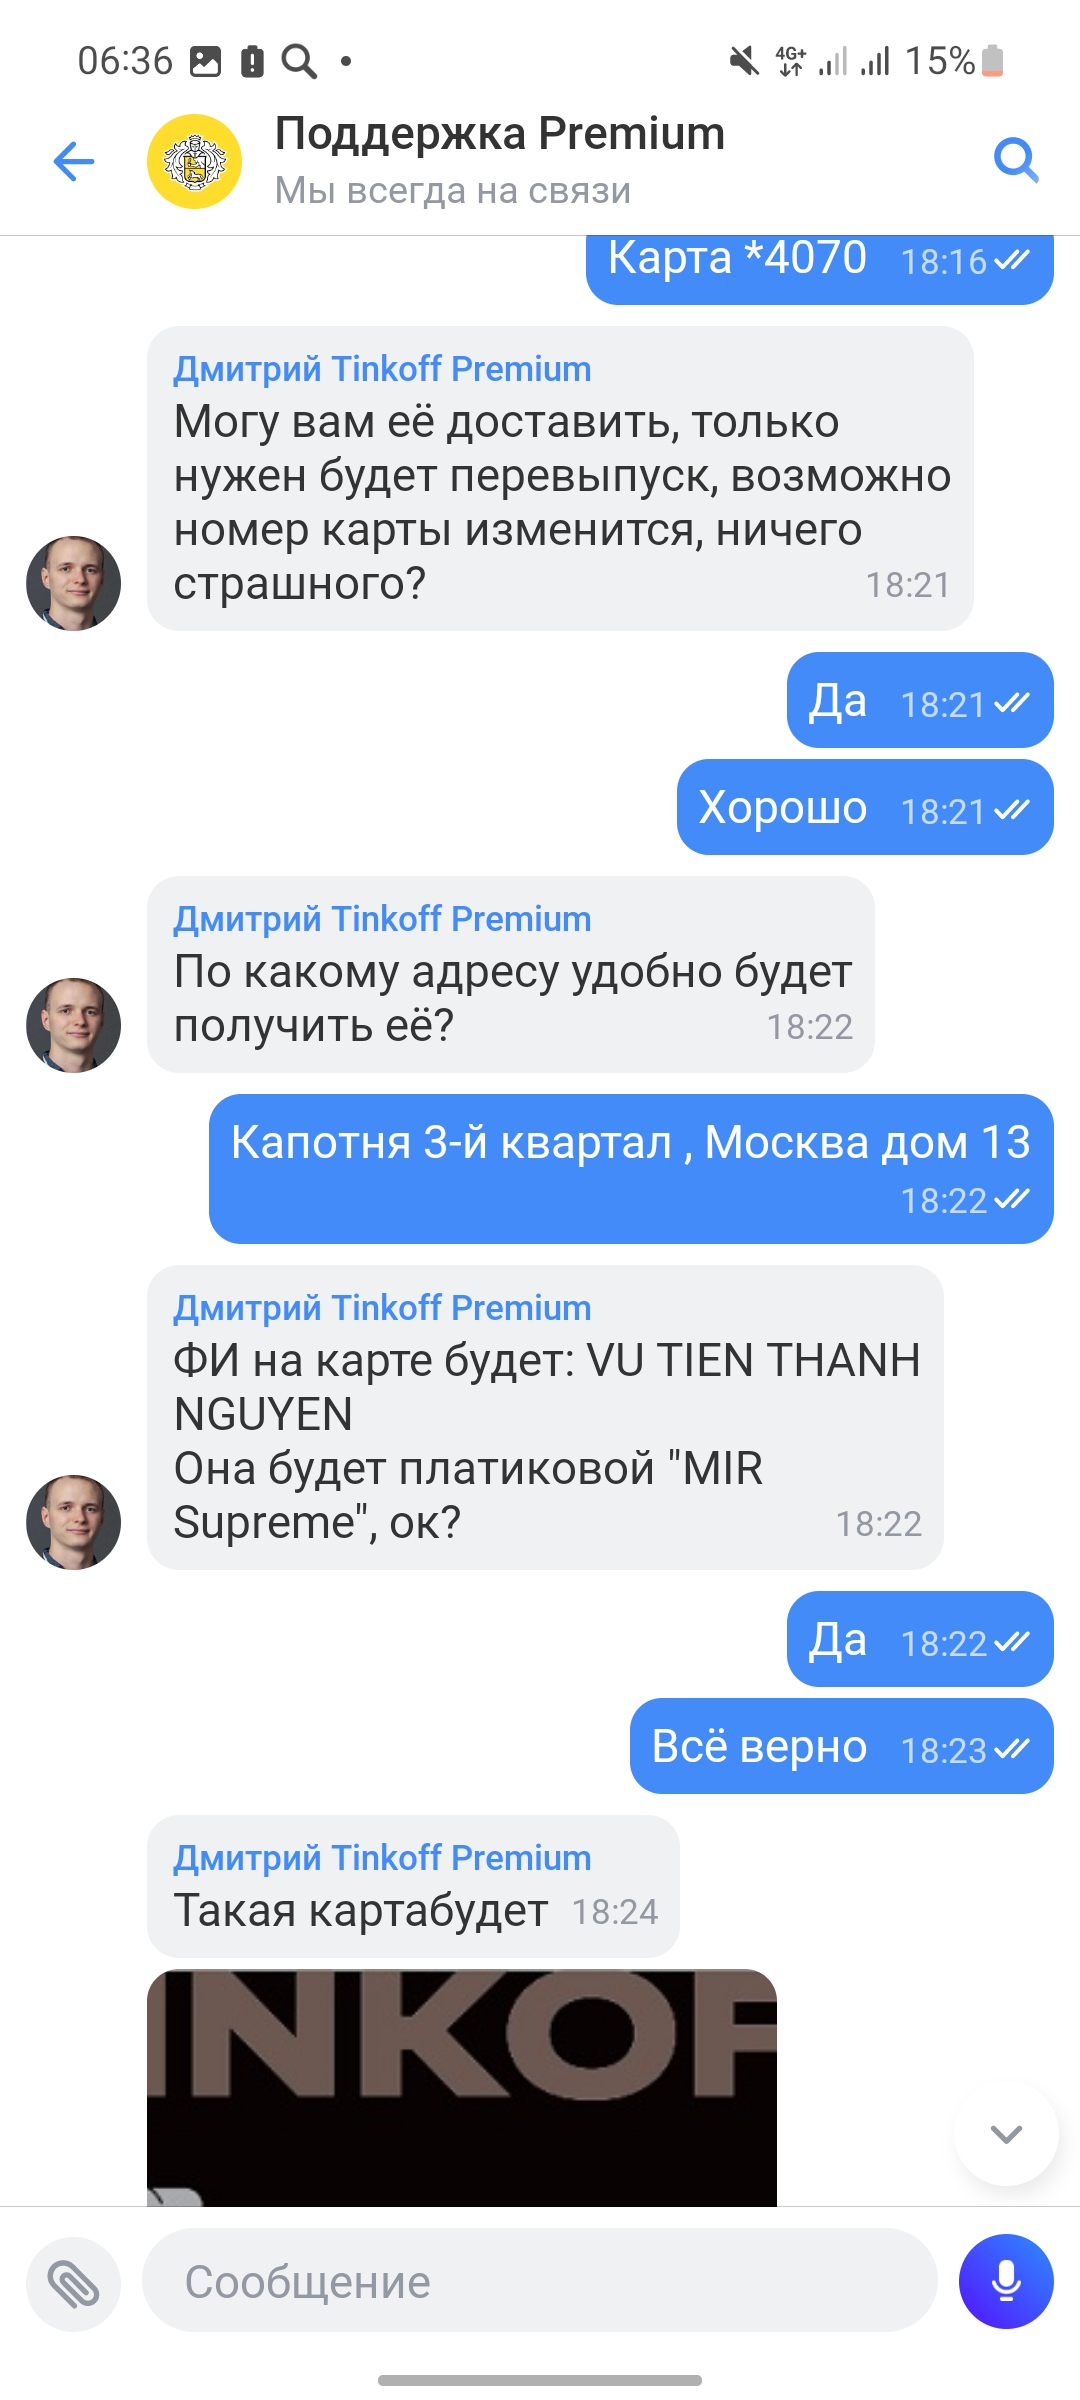 06:36
4G+
15%
Поддержка Premium
Мы всегда на связи
Карта *4070 18:16
Дмитрий Tinkoff Premium
Могу вам её доставить, только
нужен будет перевыпуск, возможно
номер карты изменится, ничего
страшного? 18:21
Да 18:21
Хорошо 18:21
Дмитрий Tinkoff Premium
По какому адресу удобно будет
получить её? 18:22
Капотня 3-й квартал , Москва дом 13
18:22
Дмитрий Tinkoff Premium
ФИ на карте будет: VU TIEN THANH
NGUYEN
Она будет платиковой "MIR
Supreme", ок? 18:22
Да 18:22
Всё верно 18:23
Дмитрий Tinkoff Premium
Такая картабудет 18:24
INKOF
Сообщение